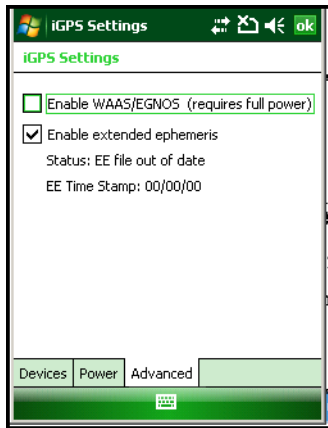 iGPS Settings
ok
iGPS Settings
Enable WAAS/EGNOS (requires full power)
Enable extended ephemeris
Status: EE file out of date
EE Time Stamp: 00/00/00
Devices Power Advanced